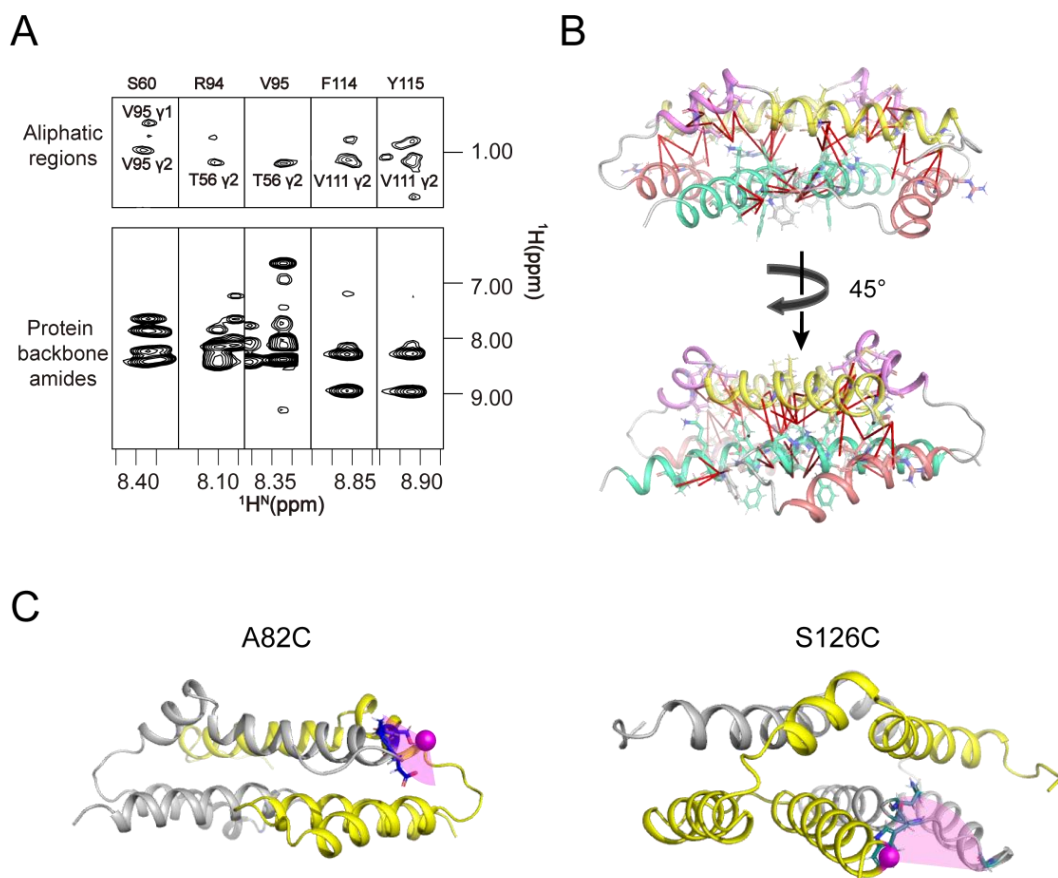 A
B
S60 R94 V95 F114 Y115
Aliphatic
regions
V95 γ1
V95 γ2
T56 γ2
T56 γ2
V111 γ2
V111 γ2
1.00
¹H(ppm)
7.00
Protein
backbone
amides
8.00
9.00
8.40 8.10 8.35 8.85 8.90
¹Hᴺ(ppm)
45°
C
A82C
S126C